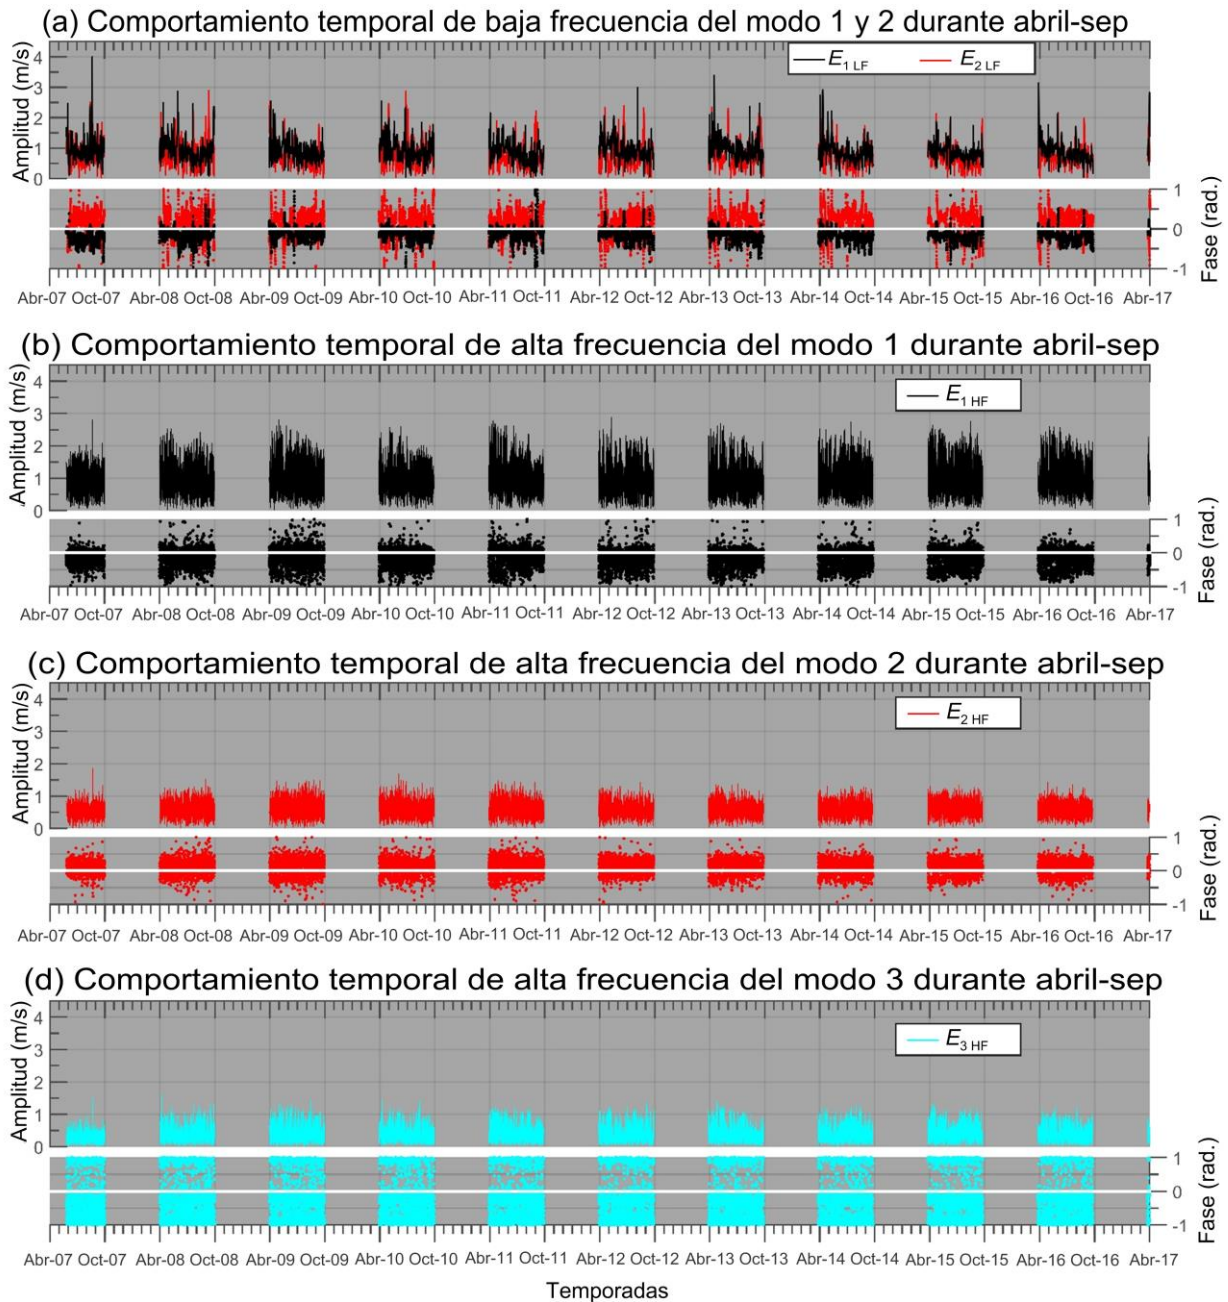 (a) Comportamiento temporal de baja frecuencia del modo 1 y 2 durante abril-sep
E1 LF E2 LF
Amplitud (m/s)
4
3
2
1
0
1
0
-1
Fase (rad.)
Abr-07 Oct-07 Abr-08 Oct-08 Abr-09 Oct-09 Abr-10 Oct-10 Abr-11 Oct-11 Abr-12 Oct-12 Abr-13 Oct-13 Abr-14 Oct-14 Abr-15 Oct-15 Abr-16 Oct-16 Abr-17
(b) Comportamiento temporal de alta frecuencia del modo 1 durante abril-sep
E1 HF
Amplitud (m/s)
4
3
2
1
0
1
0
-1
Fase (rad.)
Abr-07 Oct-07 Abr-08 Oct-08 Abr-09 Oct-09 Abr-10 Oct-10 Abr-11 Oct-11 Abr-12 Oct-12 Abr-13 Oct-13 Abr-14 Oct-14 Abr-15 Oct-15 Abr-16 Oct-16 Abr-17
(c) Comportamiento temporal de alta frecuencia del modo 2 durante abril-sep
E2 HF
Amplitud (m/s)
4
3
2
1
0
1
0
-1
Fase (rad.)
Abr-07 Oct-07 Abr-08 Oct-08 Abr-09 Oct-09 Abr-10 Oct-10 Abr-11 Oct-11 Abr-12 Oct-12 Abr-13 Oct-13 Abr-14 Oct-14 Abr-15 Oct-15 Abr-16 Oct-16 Abr-17
(d) Comportamiento temporal de alta frecuencia del modo 3 durante abril-sep
E3 HF
Amplitud (m/s)
4
3
2
1
0
1
0
-1
Fase (rad.)
Abr-07 Oct-07 Abr-08 Oct-08 Abr-09 Oct-09 Abr-10 Oct-10 Abr-11 Oct-11 Abr-12 Oct-12 Abr-13 Oct-13 Abr-14 Oct-14 Abr-15 Oct-15 Abr-16 Oct-16 Abr-17
Temporadas